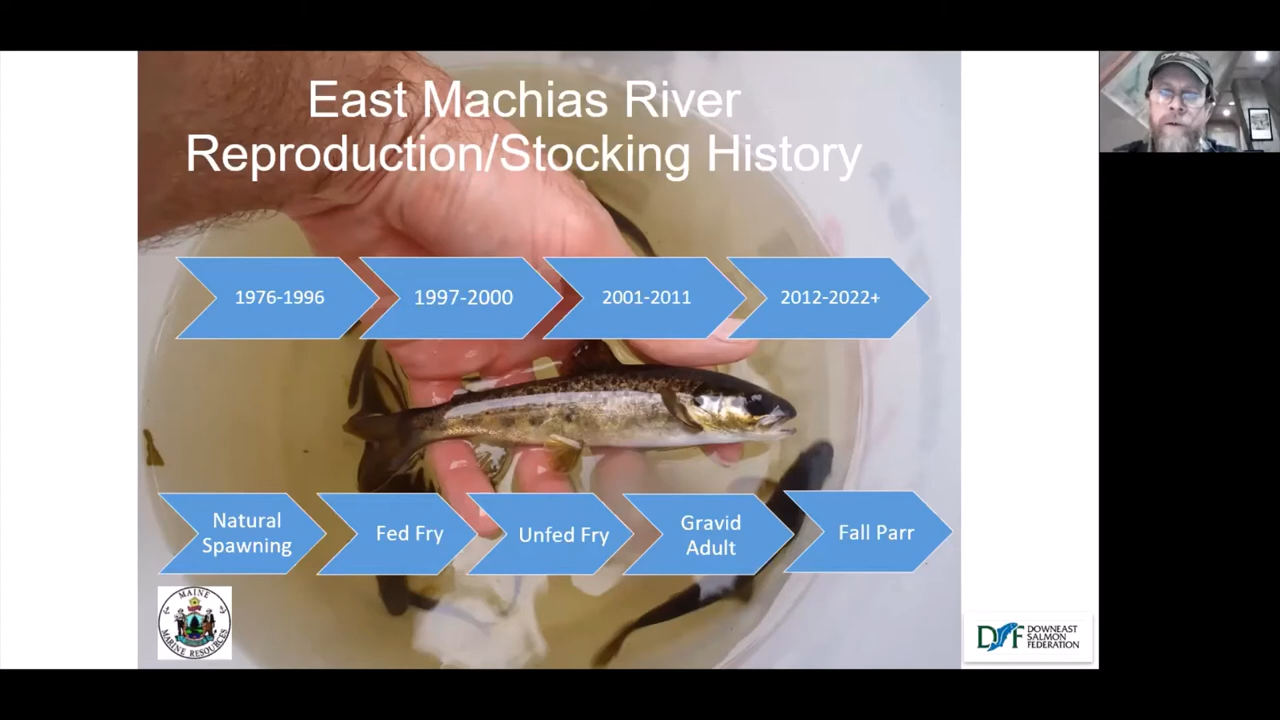 East Machias River
Reproduction/Stocking History
1976-1996
1997-2000
2001-2011
2012-2022+
Natural
Spawning
Fed Fry
Unfed Fry
Gravid
Adult
Fall Parr
MAINE
MARINE RESOURCES
DSF
DOWNEAST
SALMON
FEDERATION